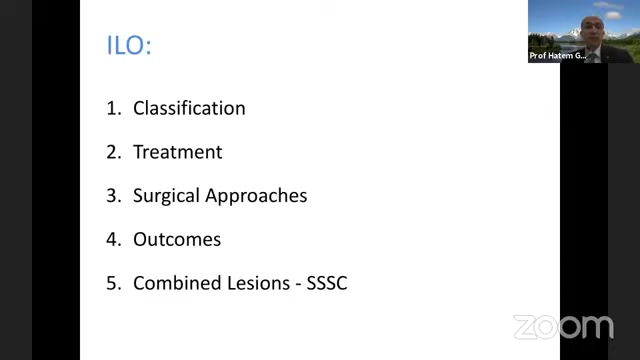 ILO:
Prof Hatem G...
1. Classification
2. Treatment
3. Surgical Approaches
4. Outcomes
5. Combined Lesions - SSSC
zoom